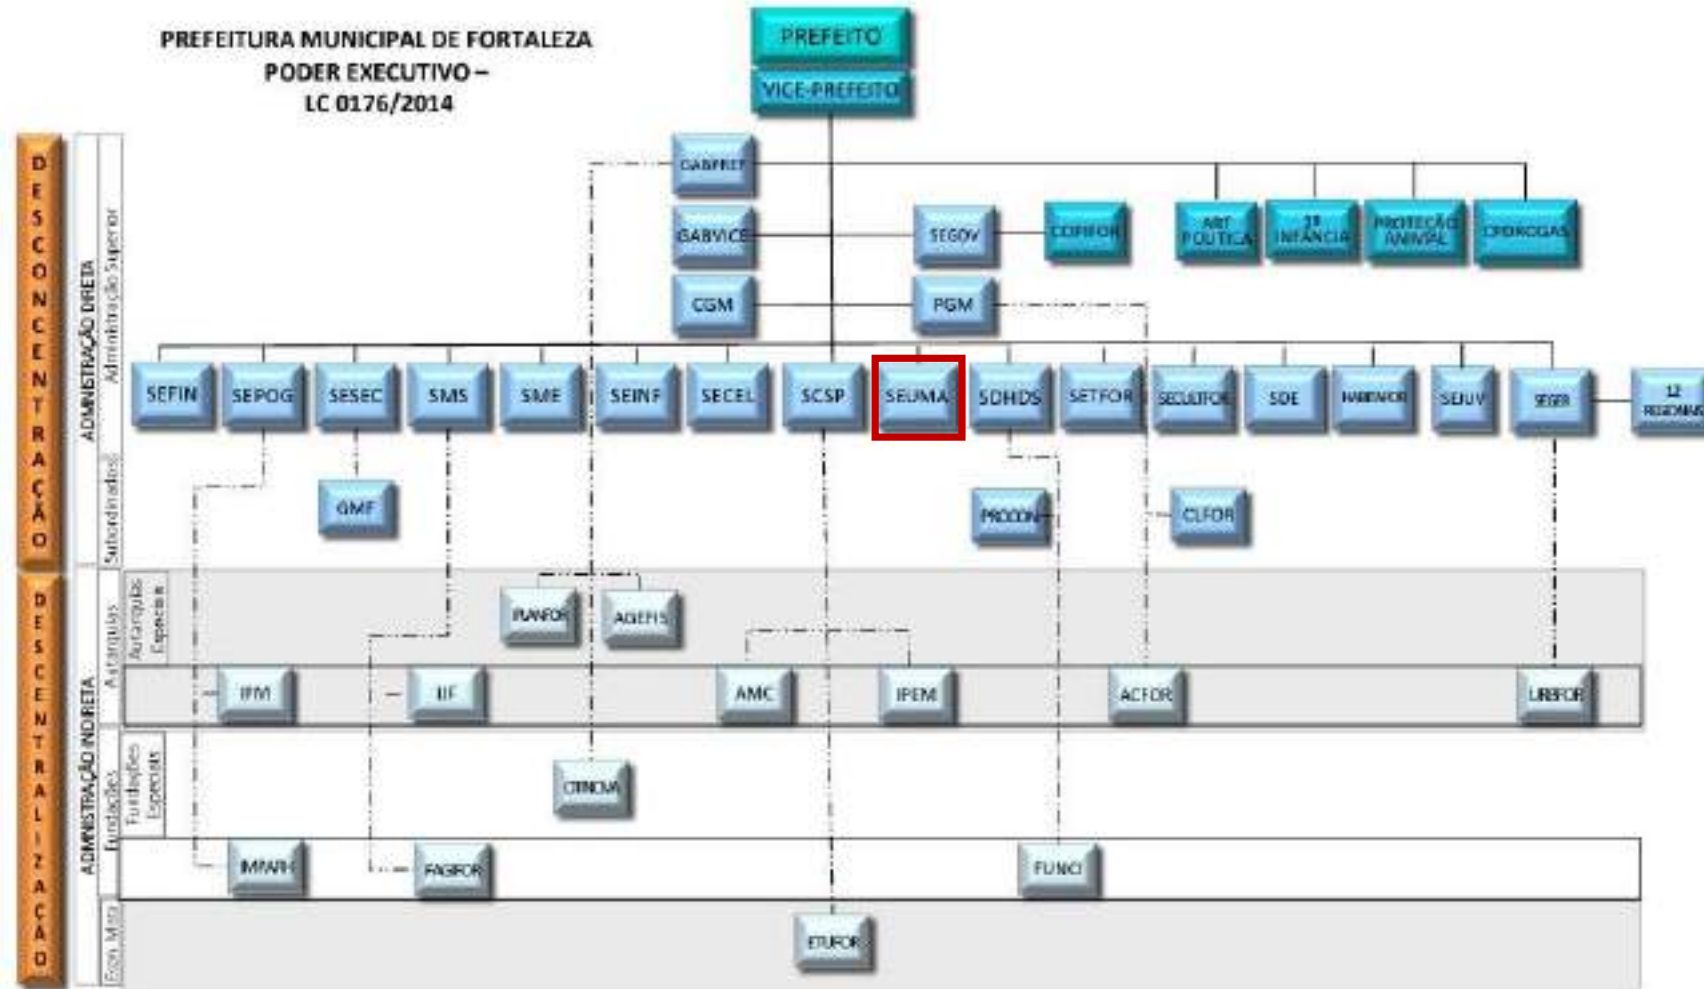 PREFEITURA MUNICIPAL DE FORTALEZA
PODER EXECUTIVO –
LC 0176/2014
PREFEITO
VICE-PREFEITO
GABPREF
GABVICE
SEGOV
COPIFOR
ART POLÍTICA
1ª INFÂNCIA
PROTEÇÃO ANIMAL
CPDROGAS
CGM
PGM
SEFIN
SEPOG
SESEC
SMS
SME
SEINF
SECEL
SCSP
SEUMA
SDHDS
SETFOR
SECULTFOR
SDE
HABITAFOR
SEJUV
SEGER
12 REGIONAIS
GMF
PROCON
CLFOR
IPLANFOR
AGEFIS
IPM
IJF
AMC
IPEM
ACFOR
URBFOR
CITINOVA
IMPARH
FAGIFOR
FUNCI
ETUFOR
DESCONCENTRAÇÃO
ADMINISTRAÇÃO DIRETA
Administração Superior
Subordinados
DESCENTRALIZAÇÃO
ADMINISTRAÇÃO INDIRETA
Autarquias
Autarquias Especiais
Fundações
Fundações Especiais
Econ. Mista